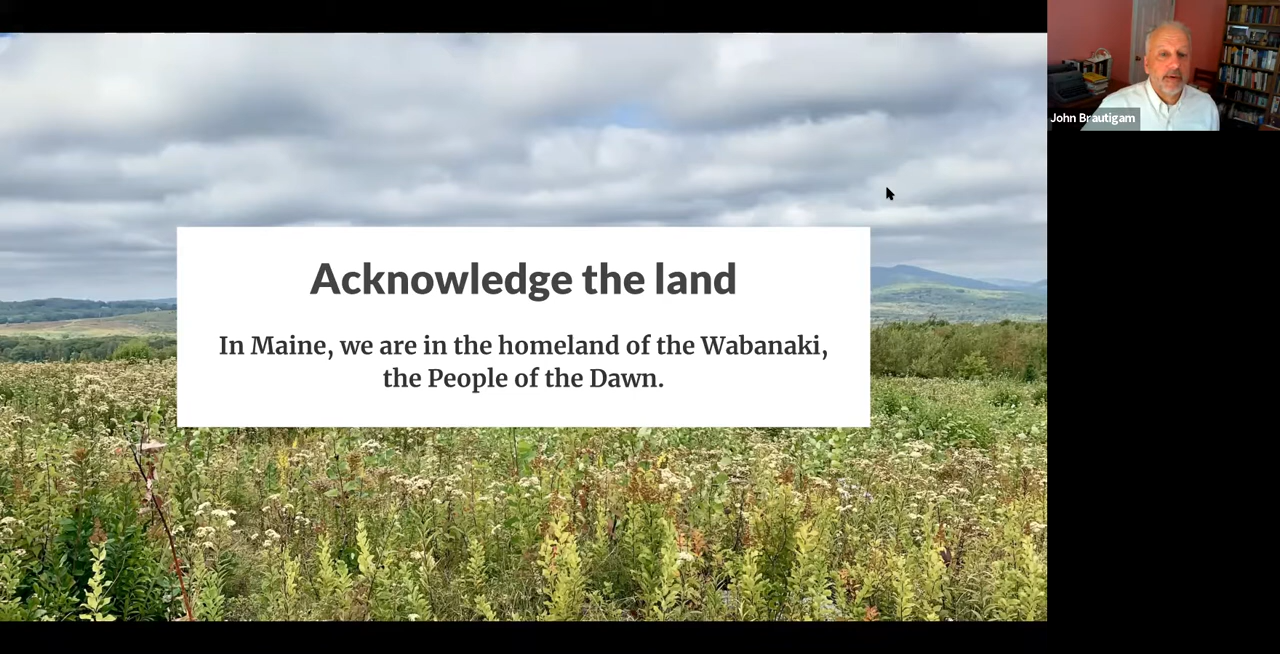 John Brautigam
Acknowledge the land
In Maine, we are in the homeland of the Wabanaki,
the People of the Dawn.